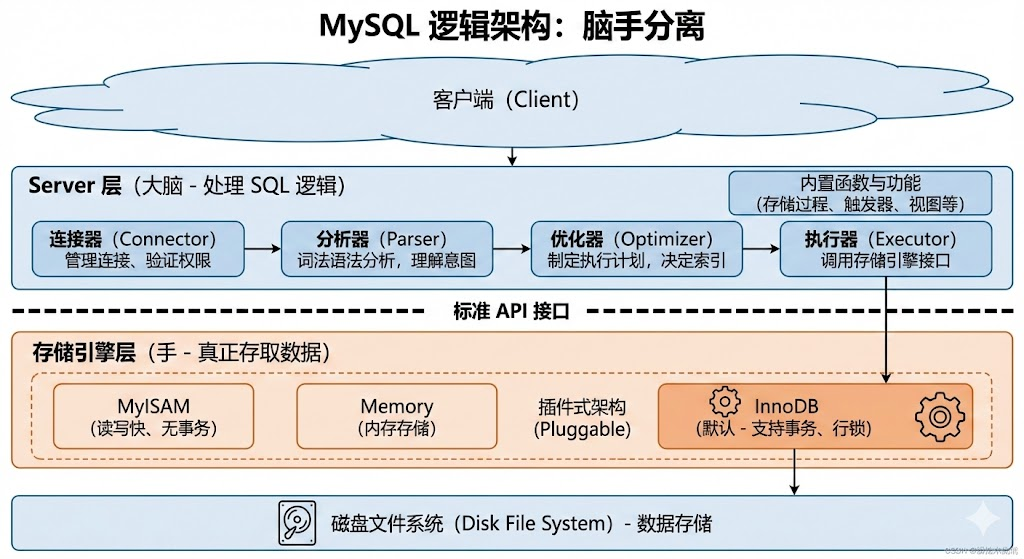 MySQL 逻辑架构：脑手分离
客户端（Client）
Server 层（大脑 - 处理 SQL 逻辑）
内置函数与功能
（存储过程、触发器、视图等）
连接器（Connector）
管理连接、验证权限
分析器（Parser）
词法语法分析，理解意图
优化器（Optimizer）
制定执行计划，决定索引
执行器（Executor）
调用存储引擎接口
标准 API 接口
存储引擎层（手 - 真正存取数据）
MyISAM
（读写快、无事务）
Memory
（内存存储）
插件式架构
（Pluggable）
InnoDB
（默认 - 支持事务、行锁）
磁盘文件系统（Disk File System）- 数据存储